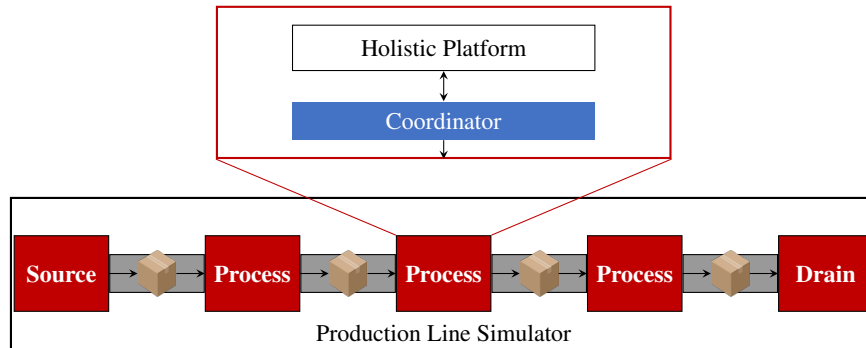 Holistic Platform
Coordinator
Source
Process
Process
Process
Drain
Production Line Simulator